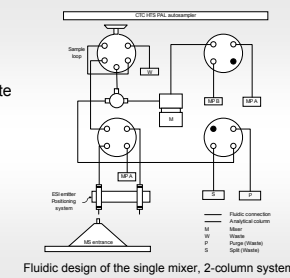 CTC HTS PAL autosampler
Sample
loop
W
te
MP B
MP A
M
MP A
ESI emitter
Positioning
system
S
P
Fluidic connection
Analytical column
M Mixer
W Waste
P Purge (Waste)
S Split (Waste)
MS entrance
Fluidic design of the single mixer, 2-column system